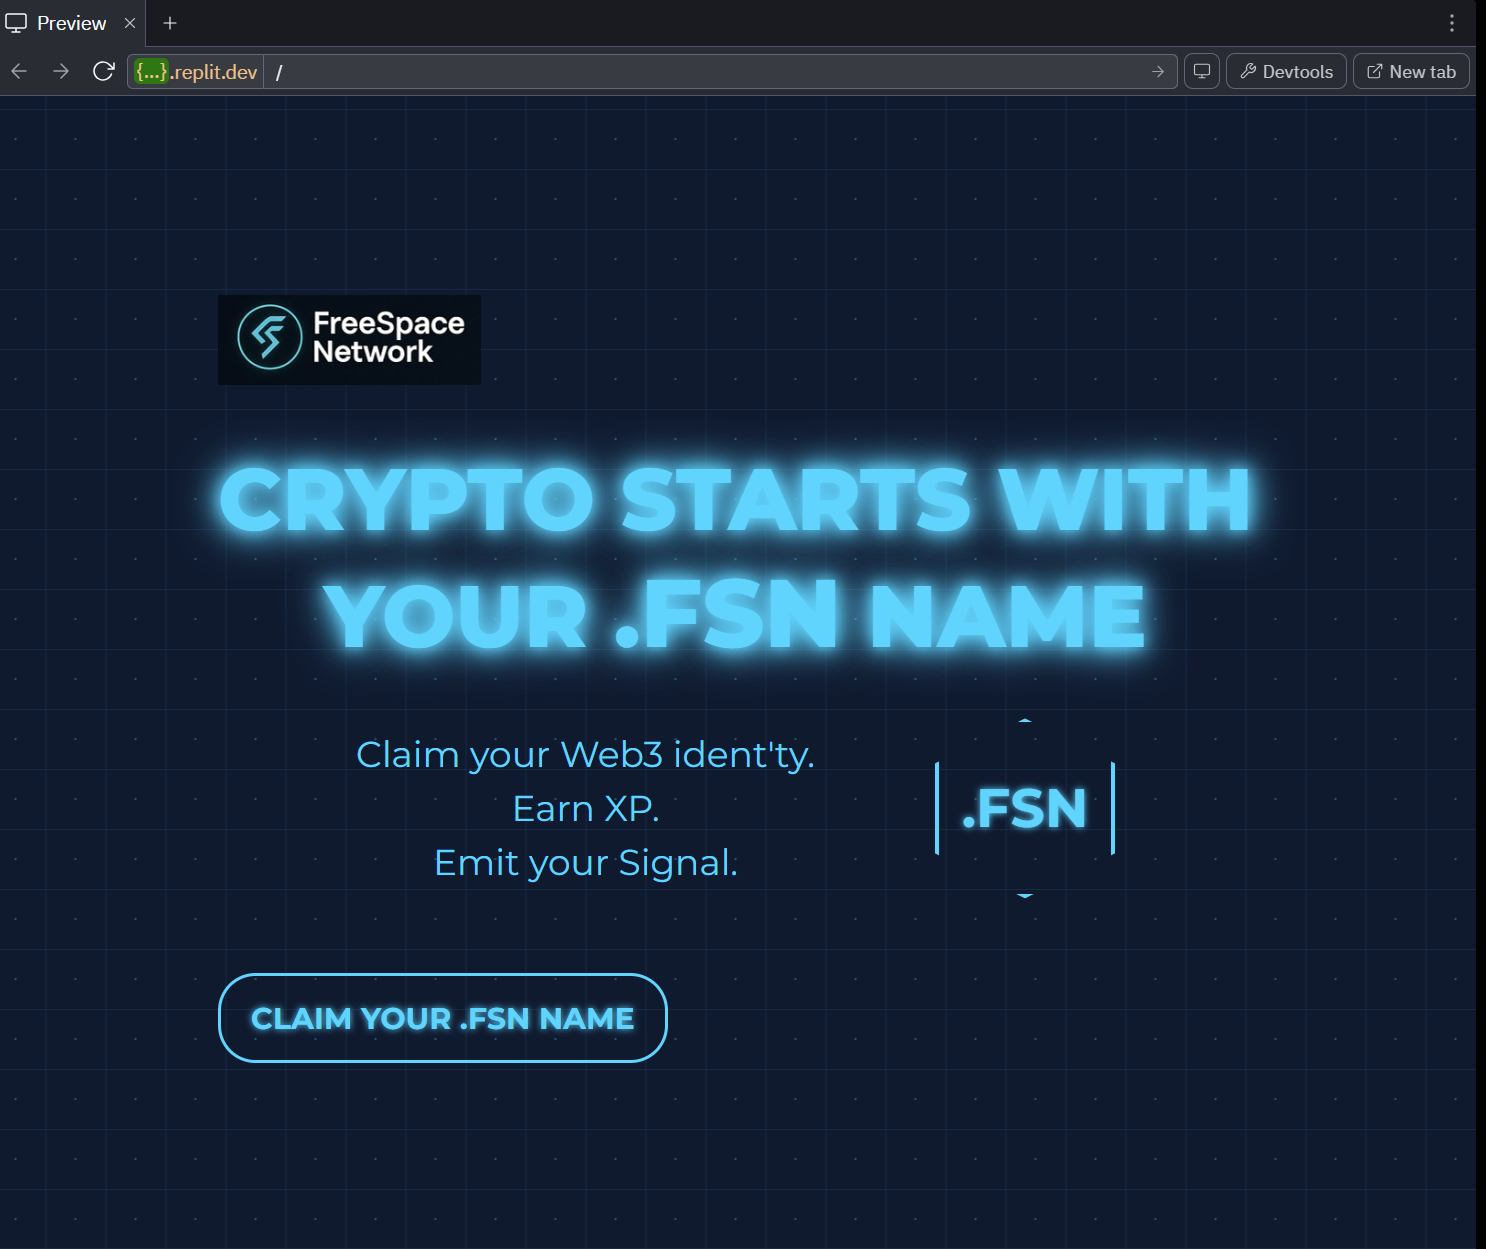 Preview
{...}.replit.dev /
Devtools
New tab
FreeSpace
Network
CRYPTO STARTS WITH
YOUR .FSN NAME
Claim your Web3 ident'ty.
Earn XP.
Emit your Signal.
.FSN
CLAIM YOUR .FSN NAME